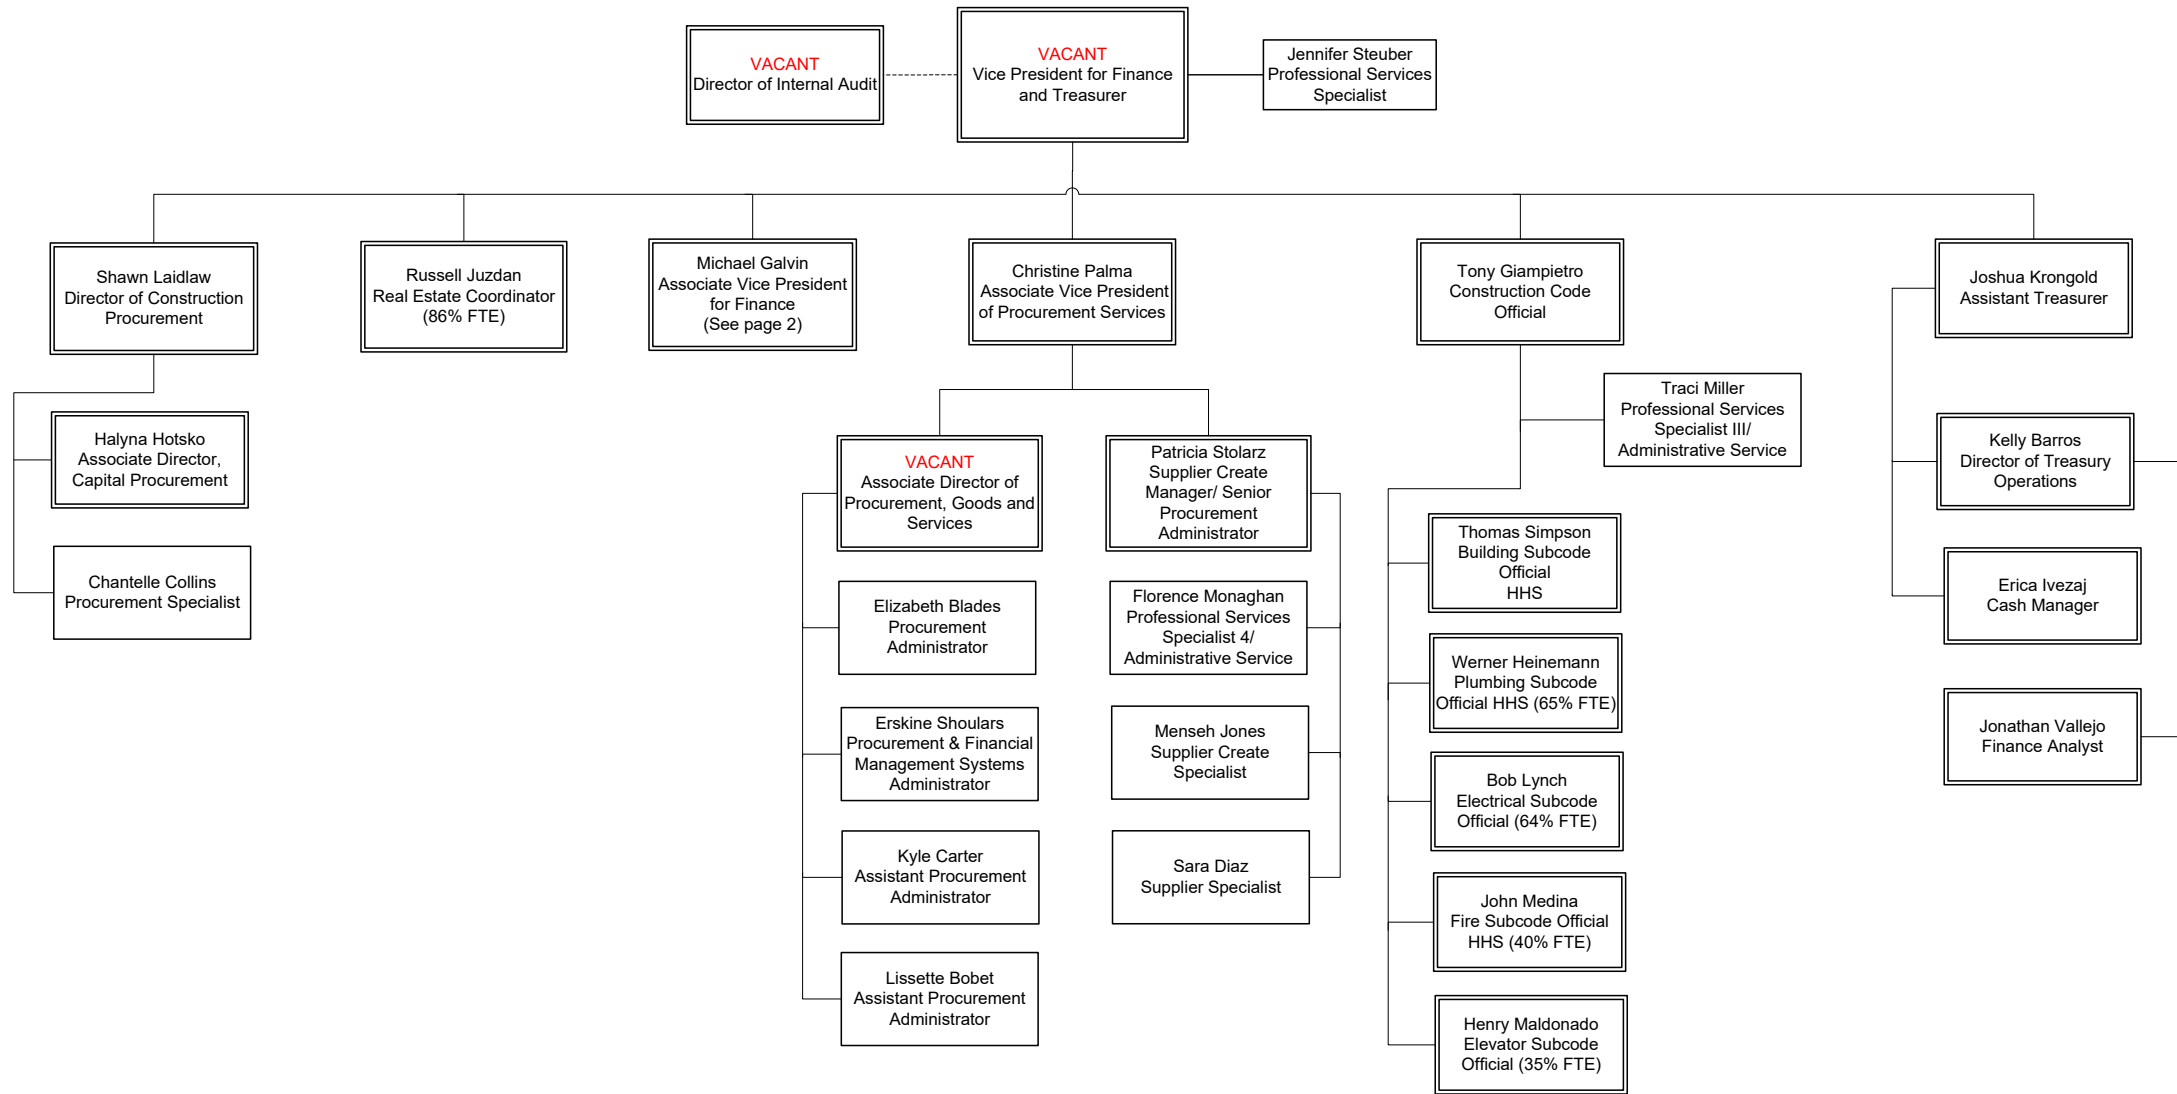 VACANT
Director of Internal Audit
VACANT
Vice President for Finance
and Treasurer
Jennifer Steuber
Professional Services
Specialist
Shawn Laidlaw
Director of Construction
Procurement
Russell Juzdan
Real Estate Coordinator
(86% FTE)
Michael Galvin
Associate Vice President
for Finance
(See page 2)
Christine Palma
Associate Vice President
of Procurement Services
Tony Giampietro
Construction Code
Official
Joshua Krongold
Assistant Treasurer
Halyna Hotsko
Associate Director,
Capital Procurement
Chantelle Collins
Procurement Specialist
VACANT
Associate Director of
Procurement, Goods and
Services
Elizabeth Blades
Procurement
Administrator
Erskine Shoulars
Procurement & Financial
Management Systems
Administrator
Kyle Carter
Assistant Procurement
Administrator
Lissette Bobet
Assistant Procurement
Administrator
Patricia Stolarz
Supplier Create
Manager/ Senior
Procurement
Administrator
Florence Monaghan
Professional Services
Specialist 4/
Administrative Service
Menseh Jones
Supplier Create
Specialist
Sara Diaz
Supplier Specialist
Traci Miller
Professional Services
Specialist III/
Administrative Service
Thomas Simpson
Building Subcode
Official
HHS
Werner Heinemann
Plumbing Subcode
Official HHS (65% FTE)
Bob Lynch
Electrical Subcode
Official (64% FTE)
John Medina
Fire Subcode Official
HHS (40% FTE)
Henry Maldonado
Elevator Subcode
Official (35% FTE)
Kelly Barros
Director of Treasury
Operations
Erica Ivezaj
Cash Manager
Jonathan Vallejo
Finance Analyst